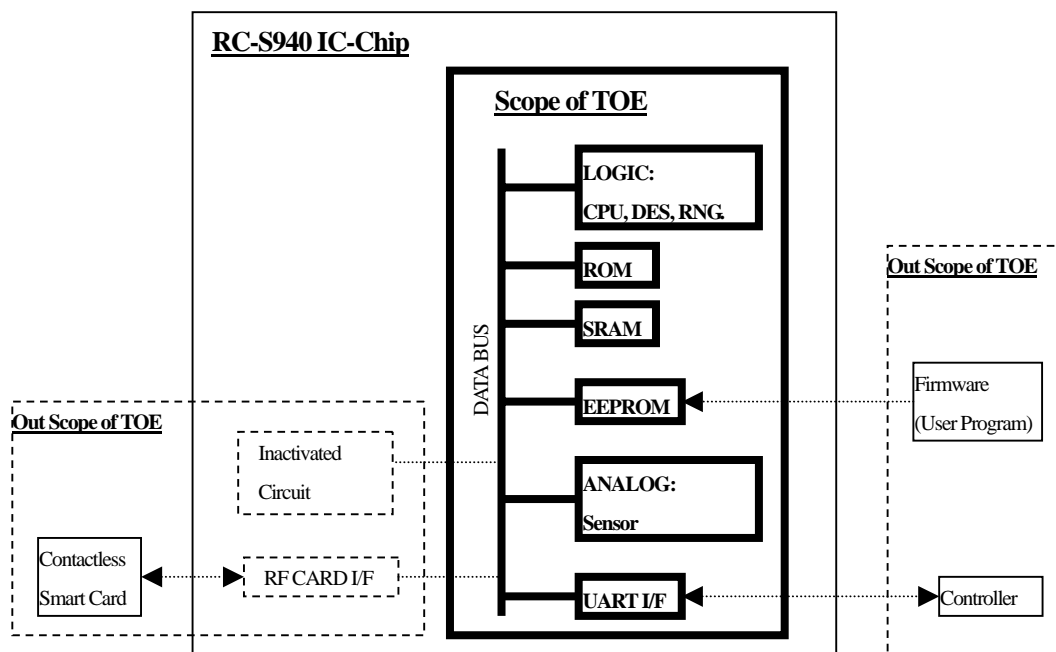 RC-S940 IC-Chip
Scope of TOE
LOGIC:
CPU, DES, RNG.
ROM
SRAM
DATA BUS
EEPROM
ANALOG:
Sensor
UART I/F
Out Scope of TOE
Firmware
(User Program)
Controller
Out Scope of TOE
Inactivated
Circuit
Contactless
Smart Card
RF CARD I/F